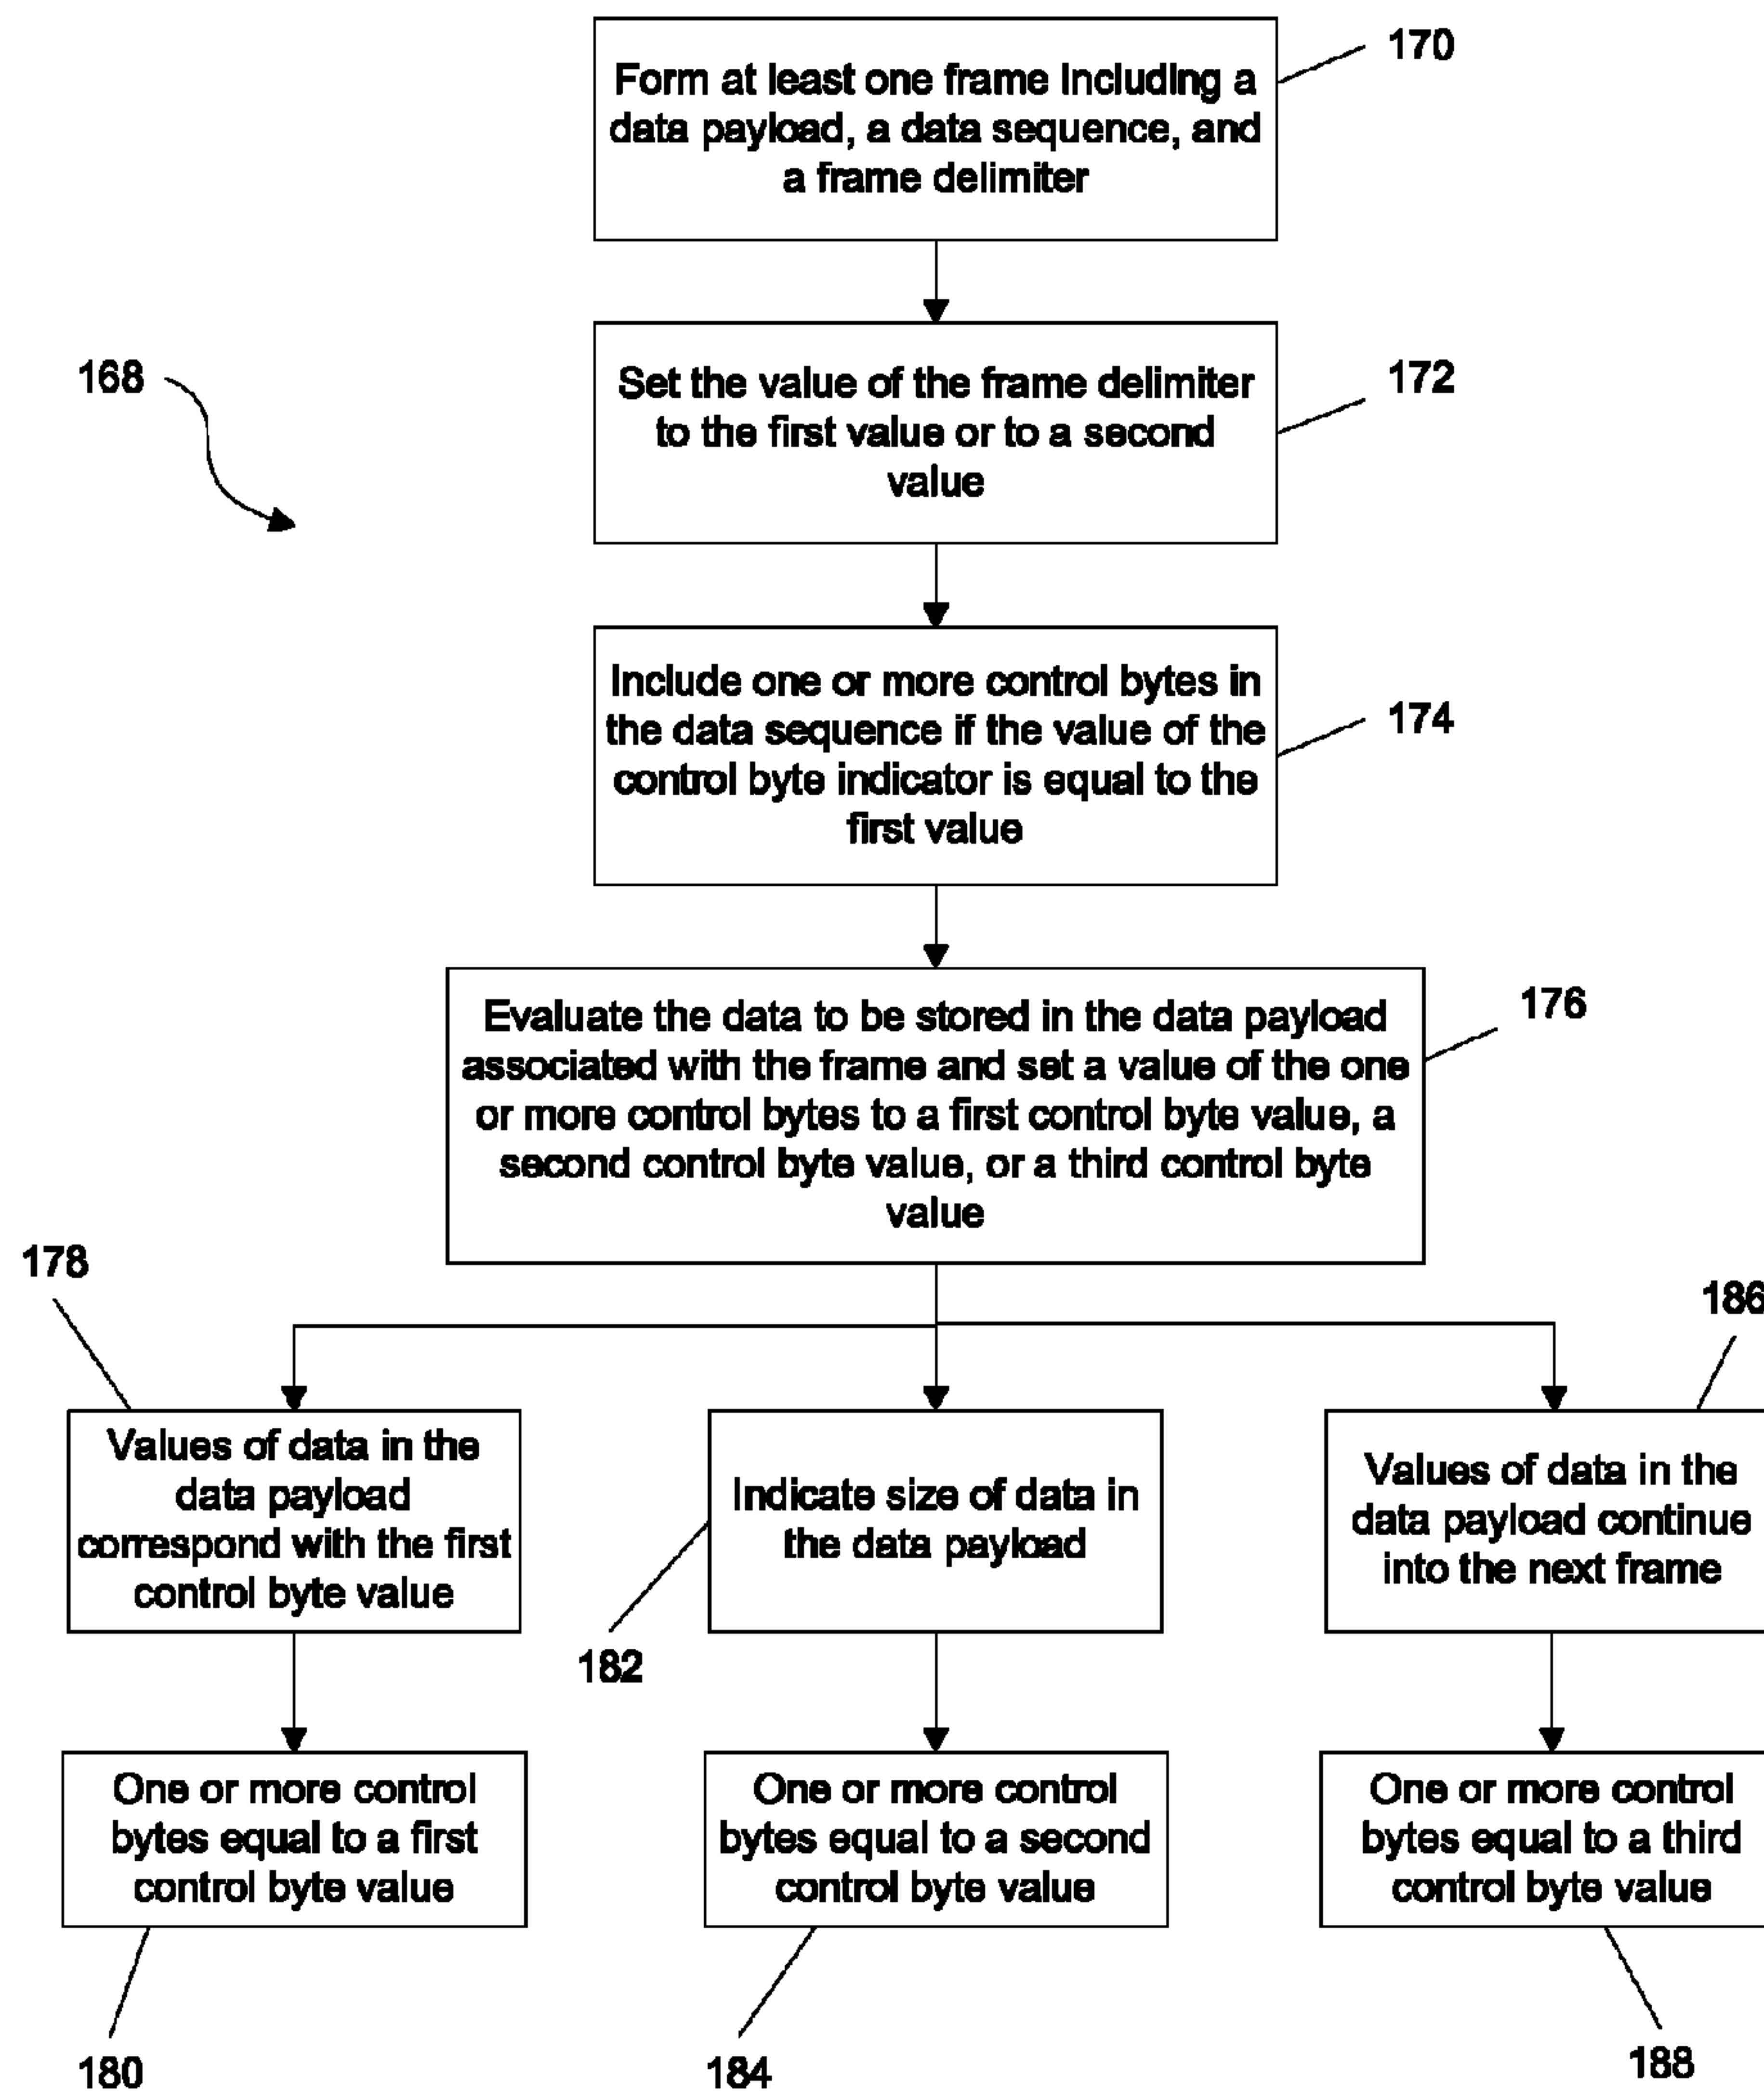 170
Form at least one frame including a
data payload, a data sequence, and
a frame delimiter
168
172
Set the value of the frame delimiter
to the first value or to a second
value
174
Include one or more control bytes in
the data sequence if the value of the
control byte indicator is equal to the
first value
176
Evaluate the data to be stored in the data payload
associated with the frame and set a value of the one
or more control bytes to a first control byte value, a
second control byte value, or a third control byte
value
178
Values of data in the
data payload
correspond with the first
control byte value
182
Indicate size of data in
the data payload
186
Values of data in the
data payload continue
into the next frame
One or more control
bytes equal to a first
control byte value
180
One or more control
bytes equal to a second
control byte value
184
One or more control
bytes equal to a third
control byte value
188